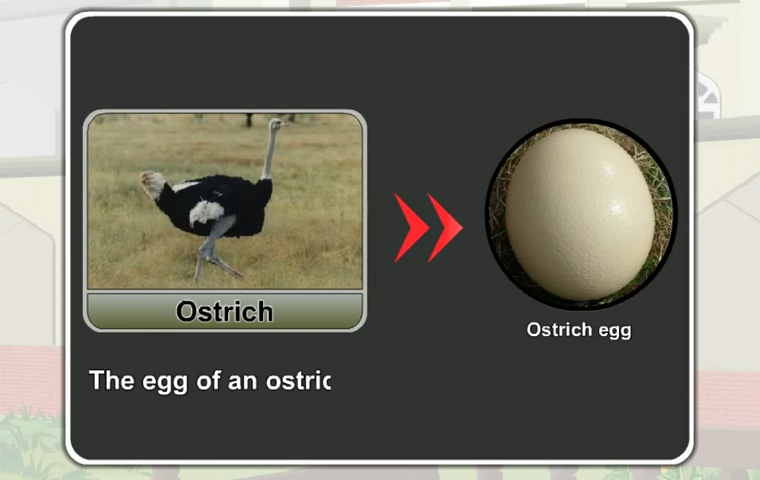 Ostrich
Ostrich egg
The egg of an ostric